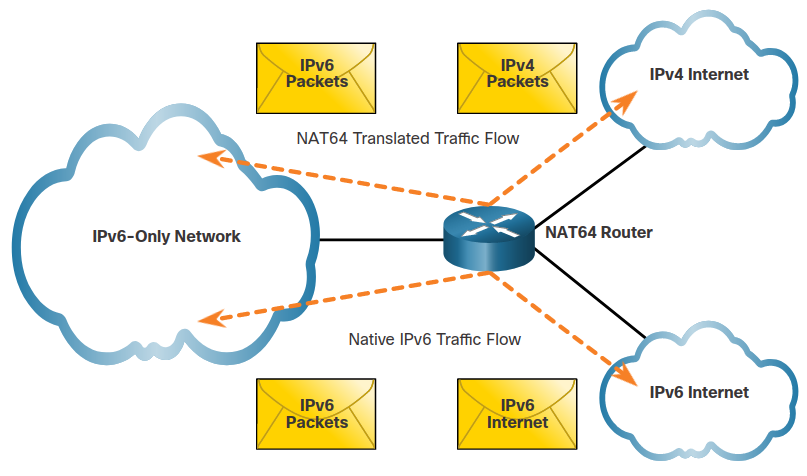 IPv6
Packets
IPv4
Packets
IPv4 Internet
NAT64 Translated Traffic Flow
IPv6-Only Network
NAT64 Router
Native IPv6 Traffic Flow
IPv6
Packets
IPv6
Internet
IPv6 Internet